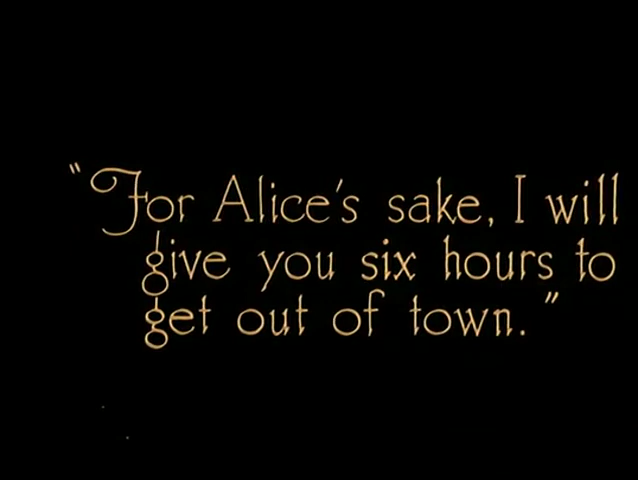 "For Alice's sake, I will
give you six hours to
get out of town."